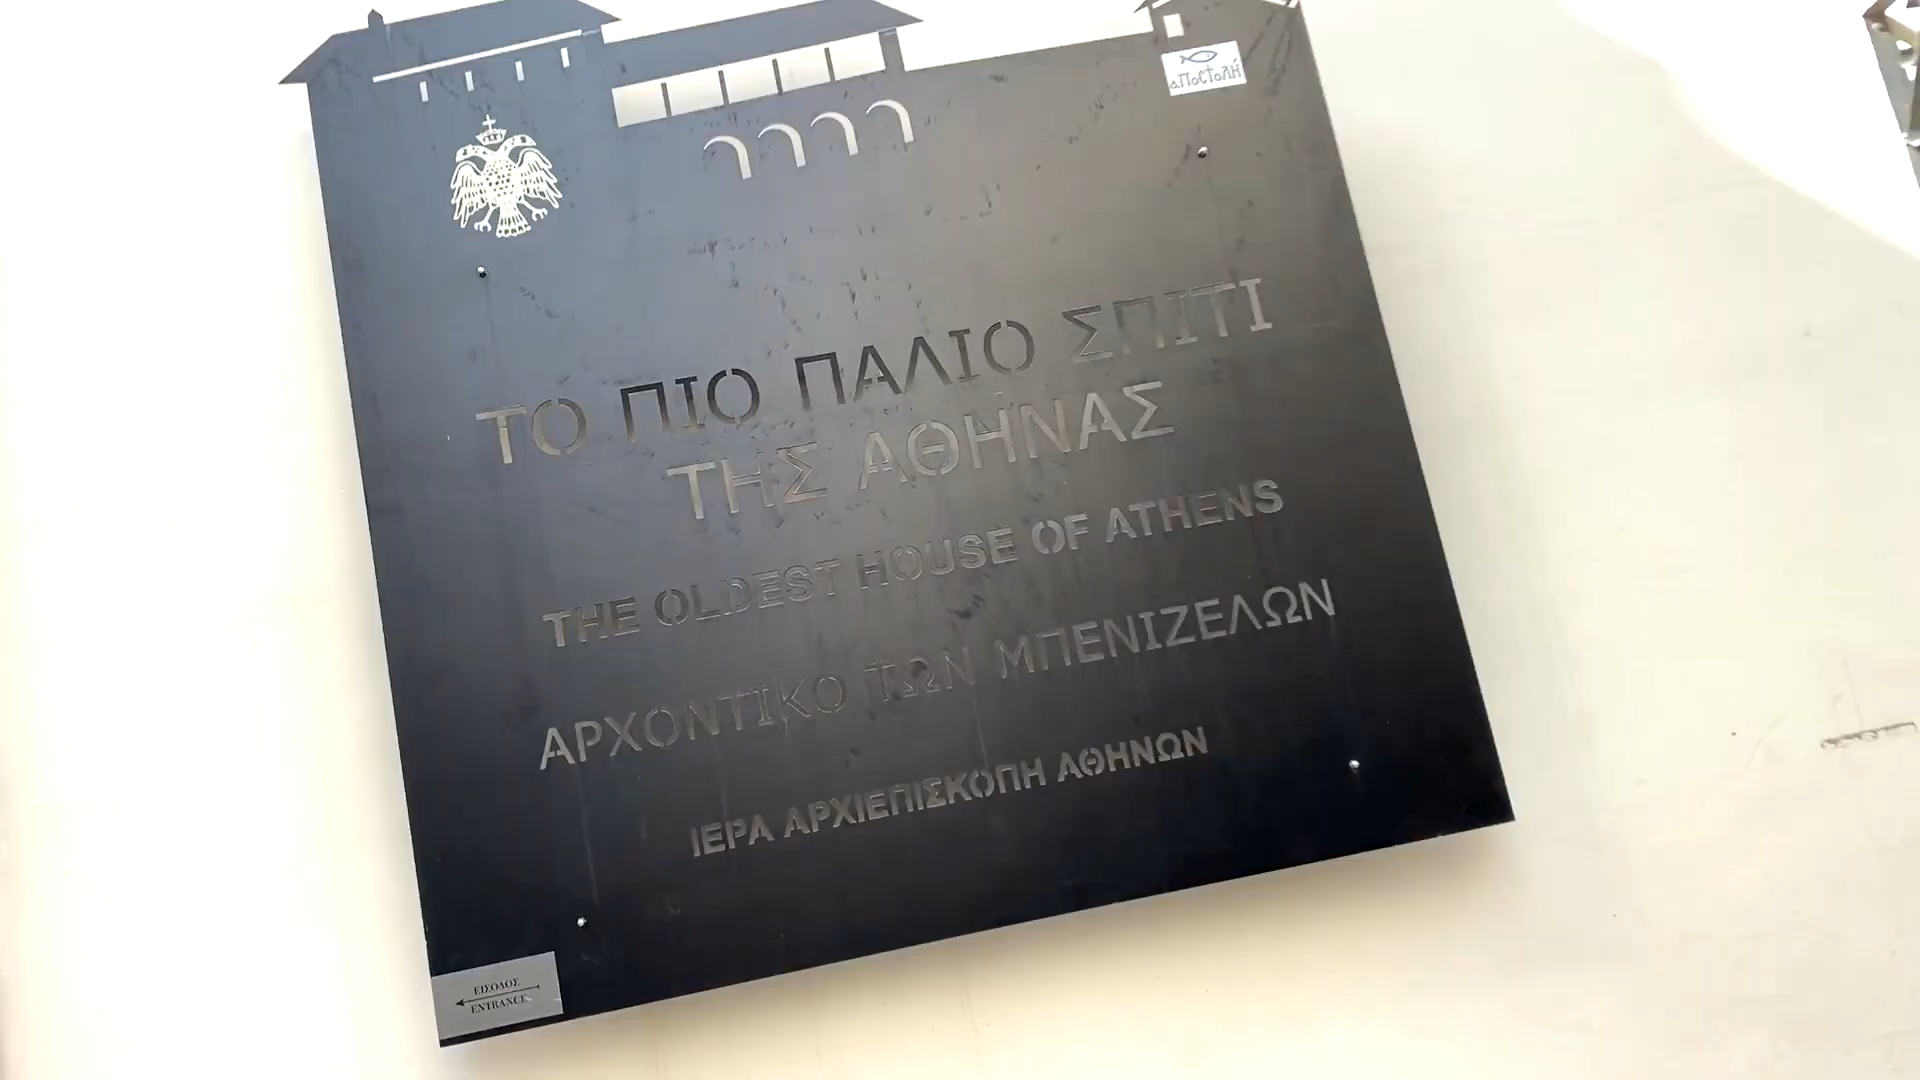 αποστολή
ΤΟ ΠΙΟ ΠΑΛΙΟ ΣΠΙΤΙ
ΤΗΣ ΑΘΗΝΑΣ
THE OLDEST HOUSE OF ATHENS
ΑΡΧΟΝΤΙΚΟ ΤΩΝ ΜΠΕΝΙΖΕΛΩΝ
ΙΕΡΑ ΑΡΧΙΕΠΙΣΚΟΠΗ ΑΘΗΝΩΝ
ΕΙΣΟΔΟΣ
ENTRANCE